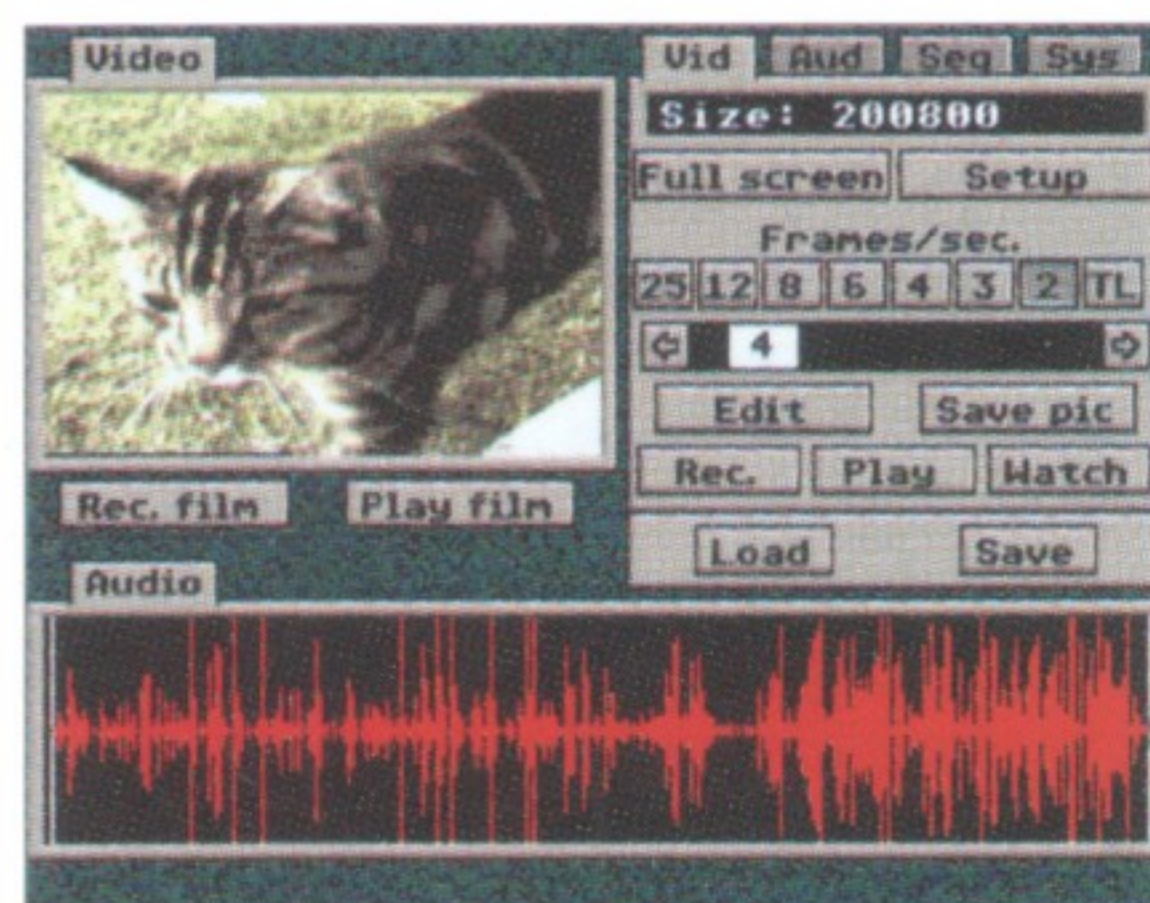 Video
Vid Aud Seq Sys
Size: 200800
Full screen Setup
Frames/sec.
25 12 8 6 4 3 2 TL
4
Edit Save pic
Rec. Play Watch
Rec. film Play film
Load Save
Audio